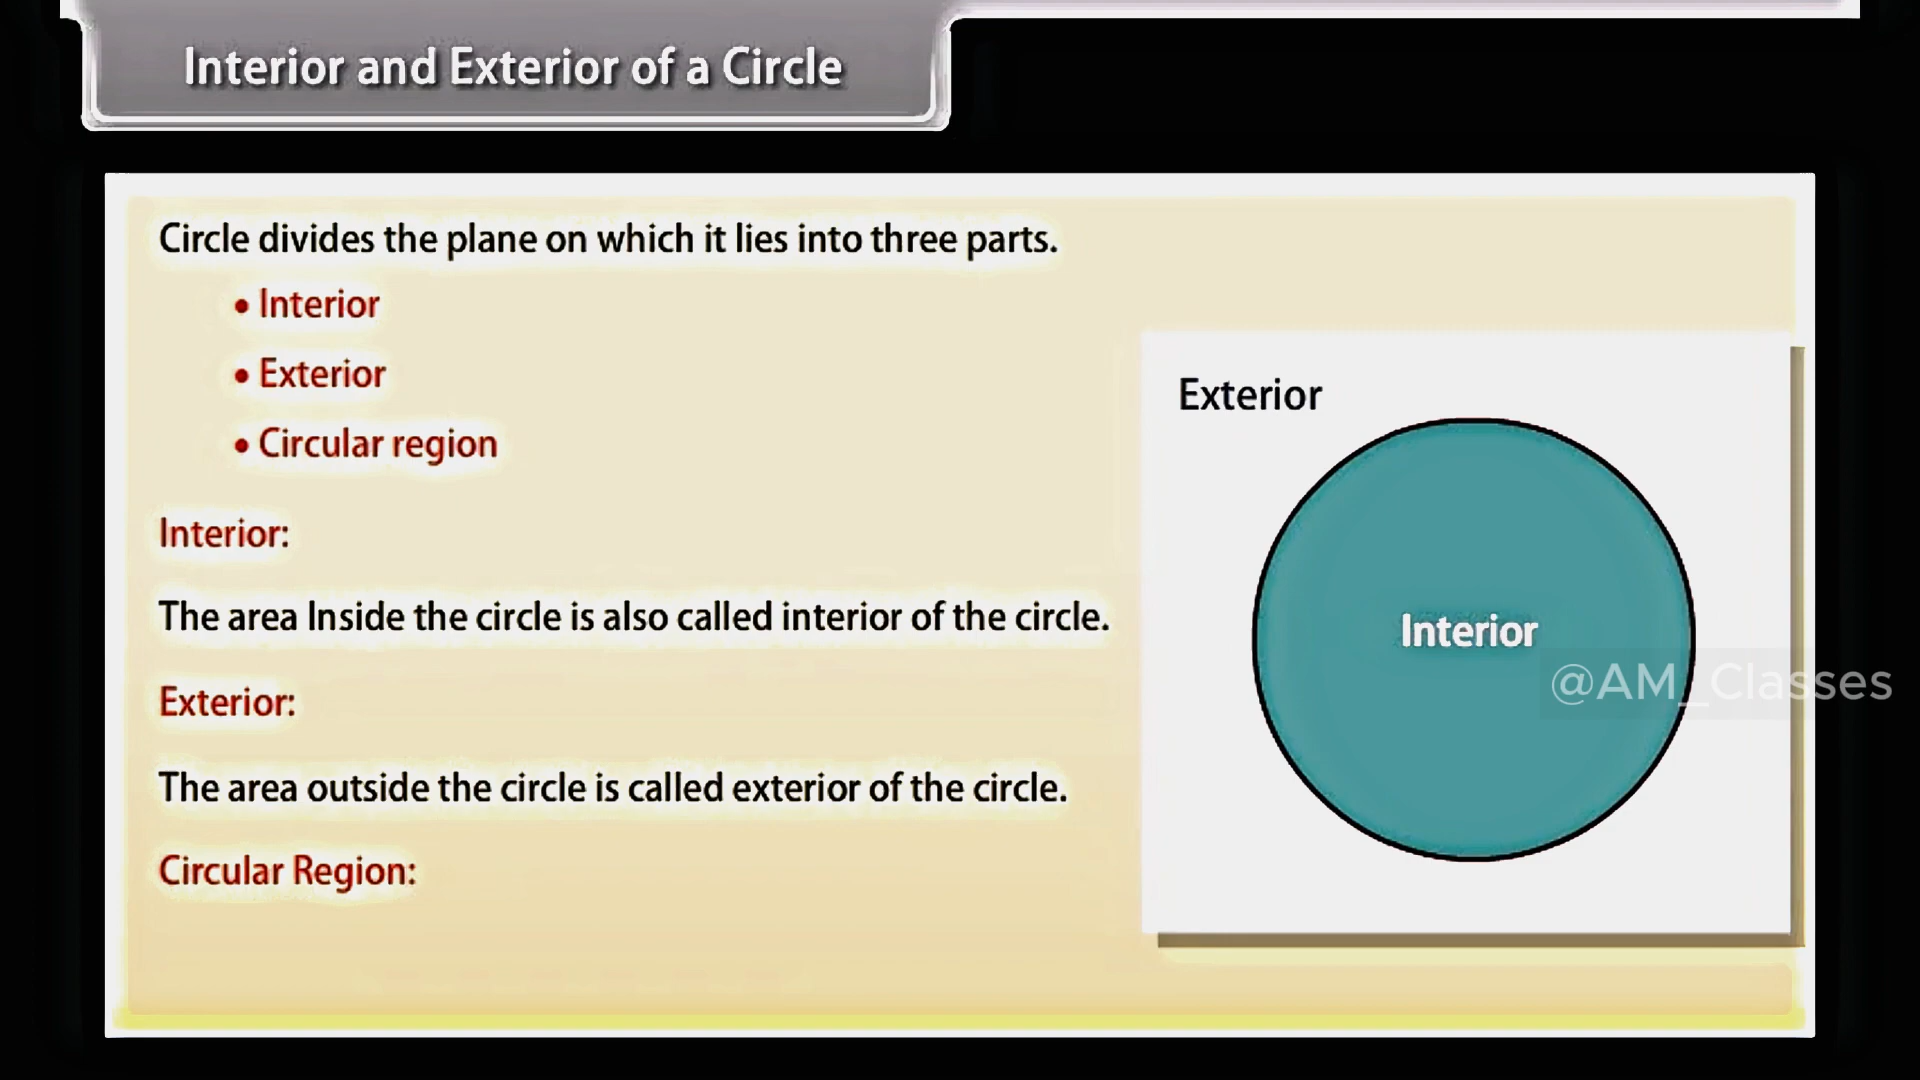 Interior and Exterior of a Circle
Circle divides the plane on which it lies into three parts.
• Interior
• Exterior
• Circular region
Interior:
The area Inside the circle is also called interior of the circle.
Exterior:
The area outside the circle is called exterior of the circle.
Circular Region:
Exterior
Interior
@AM_Classes